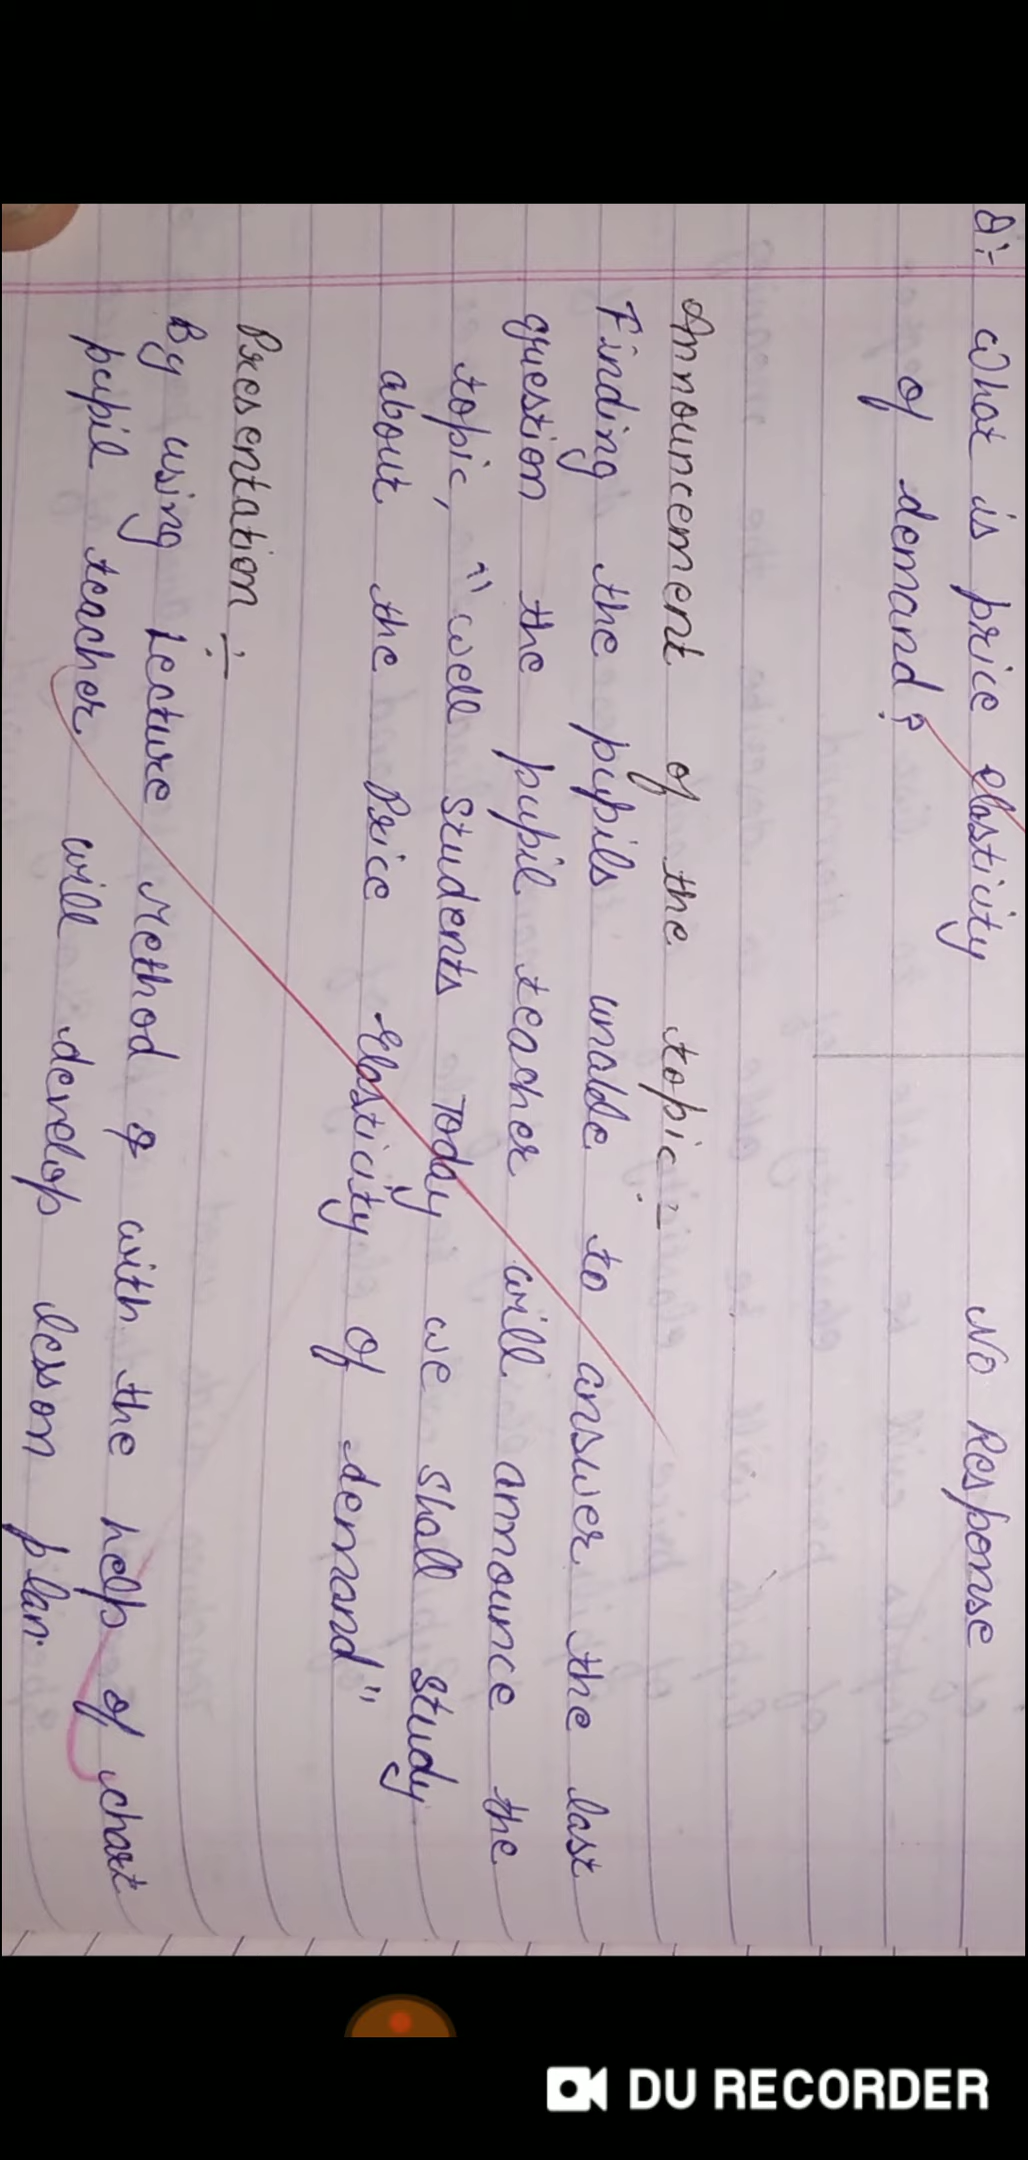 Q:- What is price elastivity No Response
of demand?
Announcement of the topic:-
Finding the pupils unable to answer the last
question the pupil teacher will announce the
topic, "well students Today we shall study
about the Price Elasticity of demand"
Presentation :-
By using Lecture Method & with the help of chart
pupil teacher will develop lesson plan.
DU RECORDER